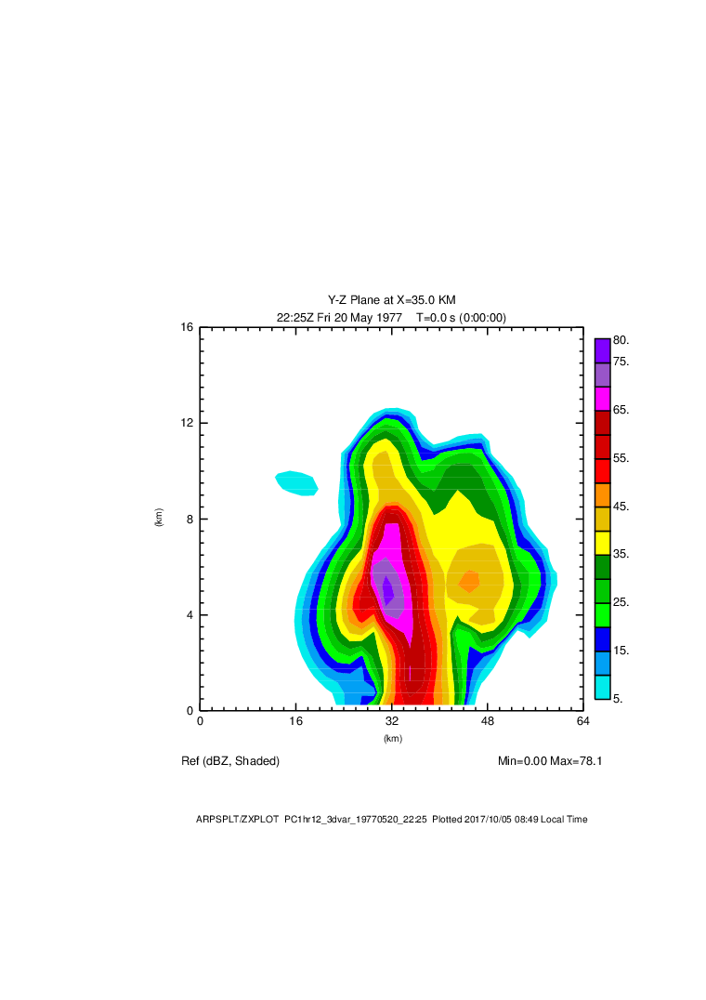 Y-Z Plane at X=35.0 KM
22:25Z Fri 20 May 1977 T=0.0 s (0:00:00)
16
12
8
4
0
(km)
0 16 32 48 64
(km)
80.
75.
65.
55.
45.
35.
25.
15.
5.
Ref (dBZ, Shaded) Min=0.00 Max=78.1
ARPSPLT/ZXPLOT PC1hr12_3dvar_19770520_22:25 Plotted 2017/10/05 08:49 Local Time